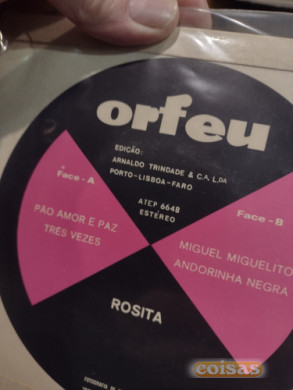 orfeu
EDIÇÃO:
ARNALDO TRINDADE & C.A. L.DA
PORTO-LISBOA-FARO
ATEP 6648
ESTÉREO
Face-A
PÃO AMOR E PAZ
TRÊS VEZES
Face-B
MIGUEL MIGUELITO
ANDORINHA NEGRA
ROSITA
coisas